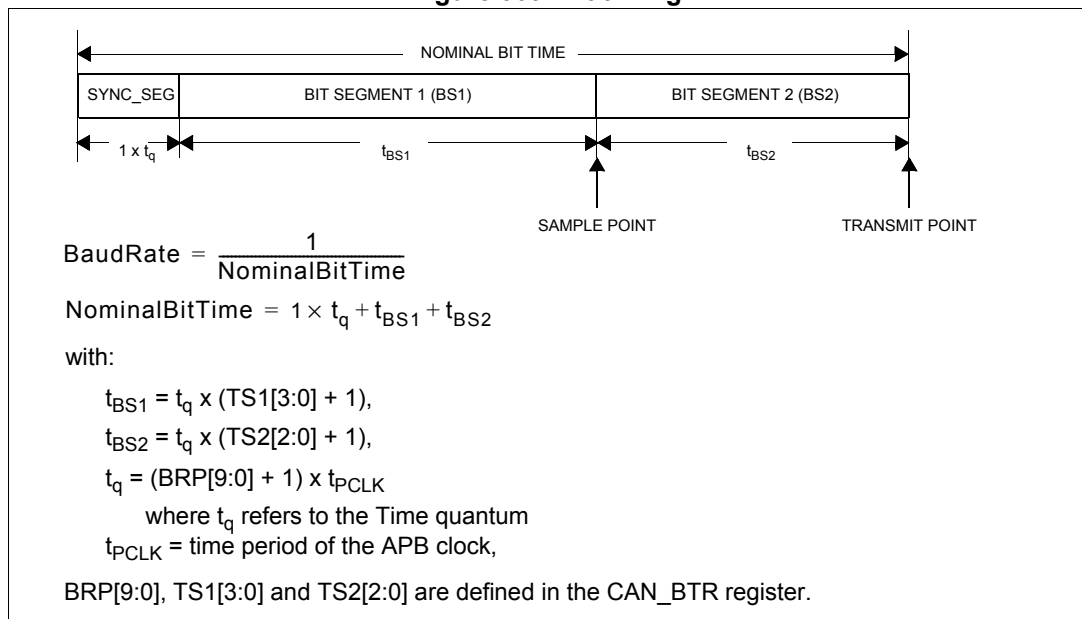 NOMINAL BIT TIME
SYNC_SEG BIT SEGMENT 1 (BS1) BIT SEGMENT 2 (BS2)
1 x tq tBS1 tBS2
SAMPLE POINT TRANSMIT POINT
BaudRate = 1 / NominalBitTime
NominalBitTime = 1 × tq + tBS1 + tBS2
with:
tBS1 = tq x (TS1[3:0] + 1),
tBS2 = tq x (TS2[2:0] + 1),
tq = (BRP[9:0] + 1) x tPCLK
where tq refers to the Time quantum
tPCLK = time period of the APB clock,
BRP[9:0], TS1[3:0] and TS2[2:0] are defined in the CAN_BTR register.